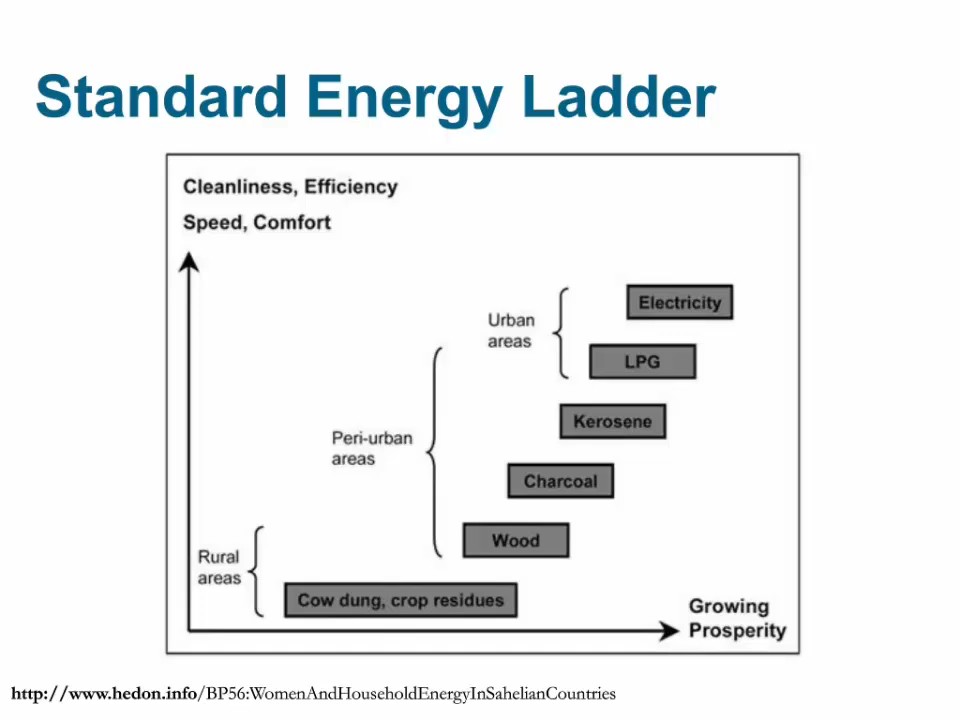 Standard Energy Ladder
Cleanliness, Efficiency
Speed, Comfort
Electricity
Urban
areas
LPG
Kerosene
Peri-urban
areas
Charcoal
Wood
Rural
areas
Cow dung, crop residues
Growing
Prosperity
http://www.hedon.info/BP56:WomenAndHouseholdEnergyInSahelianCountries